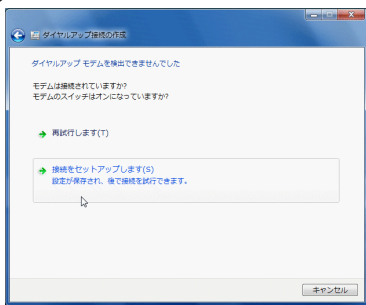 ダイヤルアップ接続の作成
ダイヤルアップ モデムを検出できませんでした
モデムは接続されていますか?
モデムのスイッチはオンになっていますか?
再試行します(T)
接続をセットアップします(S)
設定が保存され、後で接続を試行できます。
キャンセル